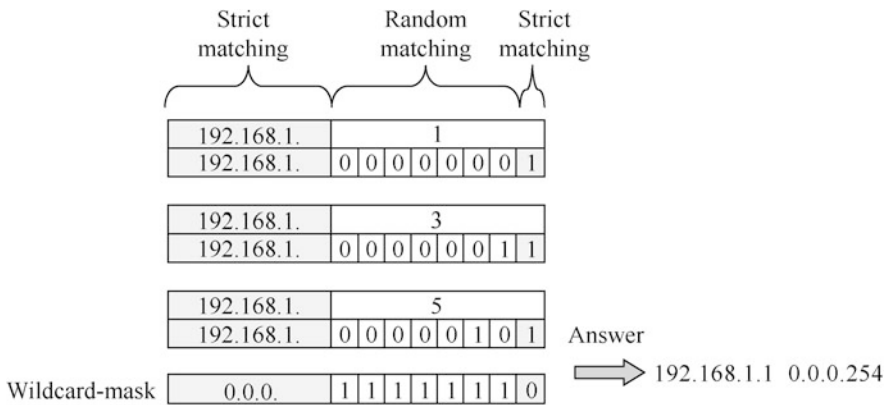 Strict matching Random matching Strict matching
192.168.1. 1
192.168.1. 0 0 0 0 0 0 0 1
192.168.1. 3
192.168.1. 0 0 0 0 0 0 1 1
192.168.1. 5
192.168.1. 0 0 0 0 0 1 0 1
Answer
Wildcard-mask 0.0.0. 1 1 1 1 1 1 1 0
192.168.1.1 0.0.0.254